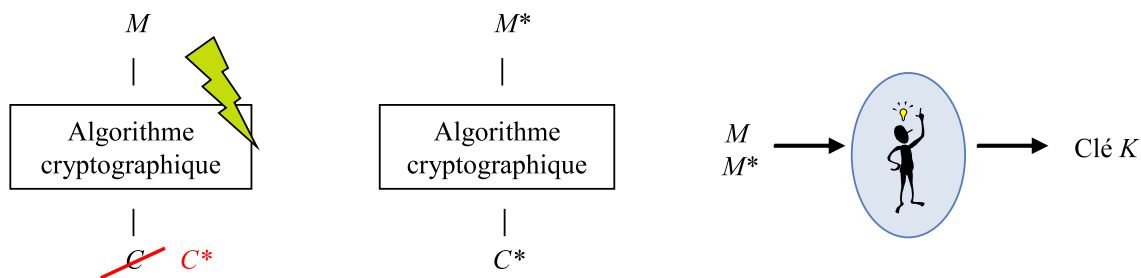 M
Algorithme
cryptographique
C C*
M*
Algorithme
cryptographique
C*
M
M*
Clé K